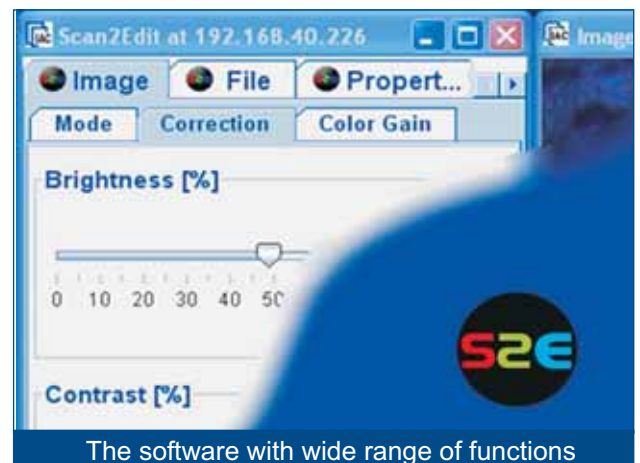 Scan2Edit at 192.168.40.226
Image
Image File Propert...
Mode Correction Color Gain
Brightness [%]
0 10 20 30 40 50
Contrast [%]
S2E
The software with wide range of functions